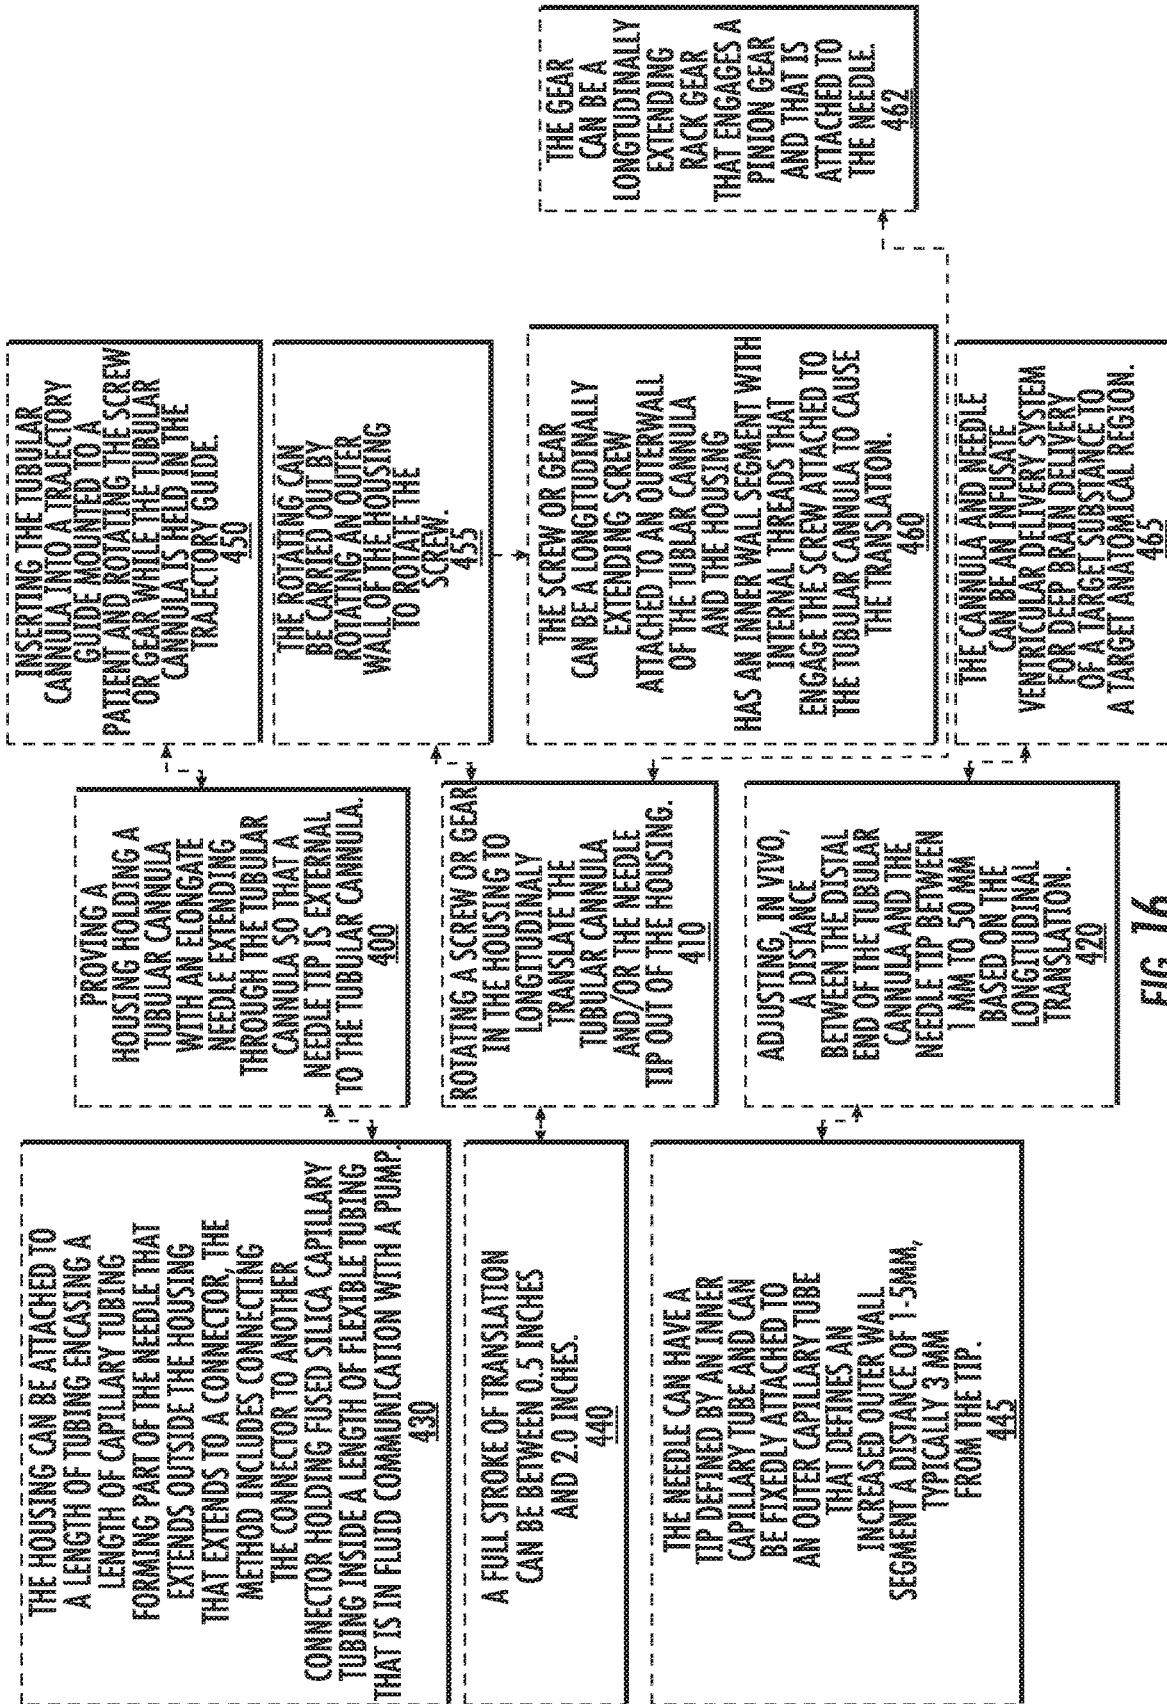 THE HOUSING CAN BE ATTACHED TO
A LENGTH OF TUBING ENCASING A
LENGTH OF CAPILLARY TUBING
FORMING PART OF THE NEEDLE THAT
EXTENDS OUTSIDE THE HOUSING
THAT EXTENDS TO A CONNECTOR, THE
METHOD INCLUDES CONNECTING
THE CONNECTOR TO ANOTHER
CONNECTOR HOLDING FUSED SILICA CAPILLARY
TUBING INSIDE A LENGTH OF FLEXIBLE TUBING
THAT IS IN FLUID COMMUNICATION WITH A PUMP.
430
A FULL STROKE OF TRANSLATION
CAN BE BETWEEN 0.5 INCHES
AND 2.0 INCHES.
440
THE NEEDLE CAN HAVE A
TIP DEFINED BY AN INNER
CAPILLARY TUBE AND CAN
BE FIXEDLY ATTACHED TO
AN OUTER CAPILLARY TUBE
THAT DEFINES AN
INCREASED OUTER WALL
SEGMENT A DISTANCE OF 1-5MM,
TYPICALLY 3 MM
FROM THE TIP.
445
PROVING A
HOUSING HOLDING A
TUBULAR CANNULA
WITH AN ELONGATE
NEEDLE EXTENDING
THROUGH THE TUBULAR
CANNULA SO THAT A
NEEDLE TIP IS EXTERNAL
TO THE TUBULAR CANNULA.
400
ROTATING A SCREW OR GEAR
IN THE HOUSING TO
LONGITUDINALY
TRANSLATE THE
TUBULAR CANNULA
AND/OR THE NEEDLE
TIP OUT OF THE HOUSING.
410
ADJUSTING, IN VIVO,
A DISTANCE
BETWEEN THE DISTAL
END OF THE TUBULAR
CANNULA AND THE
NEEDLE TIP BETWEEN
1 MM TO 50 MM
BASED ON THE
LONGITUDINAL
TRANSLATION.
420
INSERTING THE TUBULAR
CANNULA INTO A TRAJECTORY
GUIDE MOUNTED TO A
PATIENT AND ROTATING THE SCREW
OR GEAR WHILE THE TUBULAR
CANNULA IS HELD IN THE
TRAJECTORY GUIDE.
450
THE ROTATING CAN
BE CARRIED OUT BY
ROTATING AN OUTER
WALL OF THE HOUSING
TO ROTATE THE
SCREW.
455
THE SCREW OR GEAR
CAN BE A LONGITUDINALLY
EXTENDING SCREW
ATTACHED TO AN OUTERWALL
OF THE TUBLAR CANNULA
AND THE HOUSING
HAS AN INNER WALL SEGMENT WITH
INTERNAL THREADS THAT
ENGAGE THE SCREW ATTACHED TO
THE TUBULAR CANNULA TO CAUSE
THE TRANSLATION.
460
THE CANNULA AND NEEDLE
CAN BE AN INFUSATE
VENTRICULAR DELIVERY SYSTEM
FOR DEEP BRAIN DELIVERY
OF A TARGET SUBSTANCE TO
A TARGET ANATOMICAL REGION.
465
THE GEAR
CAN BE A
LONGTUDINALLY
EXTENDING
RACK GEAR
THAT ENGAGES A
PINION GEAR
AND THAT IS
ATTACHED TO
THE NEEDLE.
462
FIG. 16